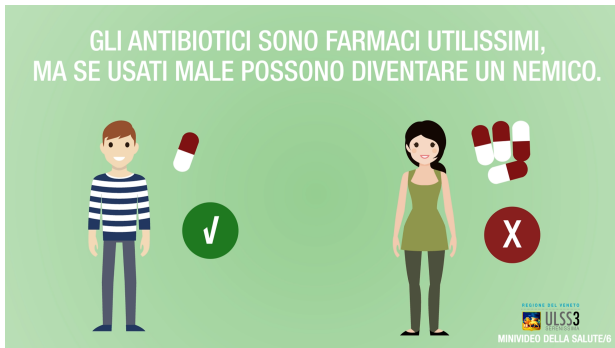 GLI ANTIBIOTICI SONO FARMACI UTILISSIMI,
MA SE USATI MALE POSSONO DIVENTARE UN NEMICO.
√
X
REGIONE DEL VENETO
ULSS3
SERENISSIMA
MINIVIDEO DELLA SALUTE/6